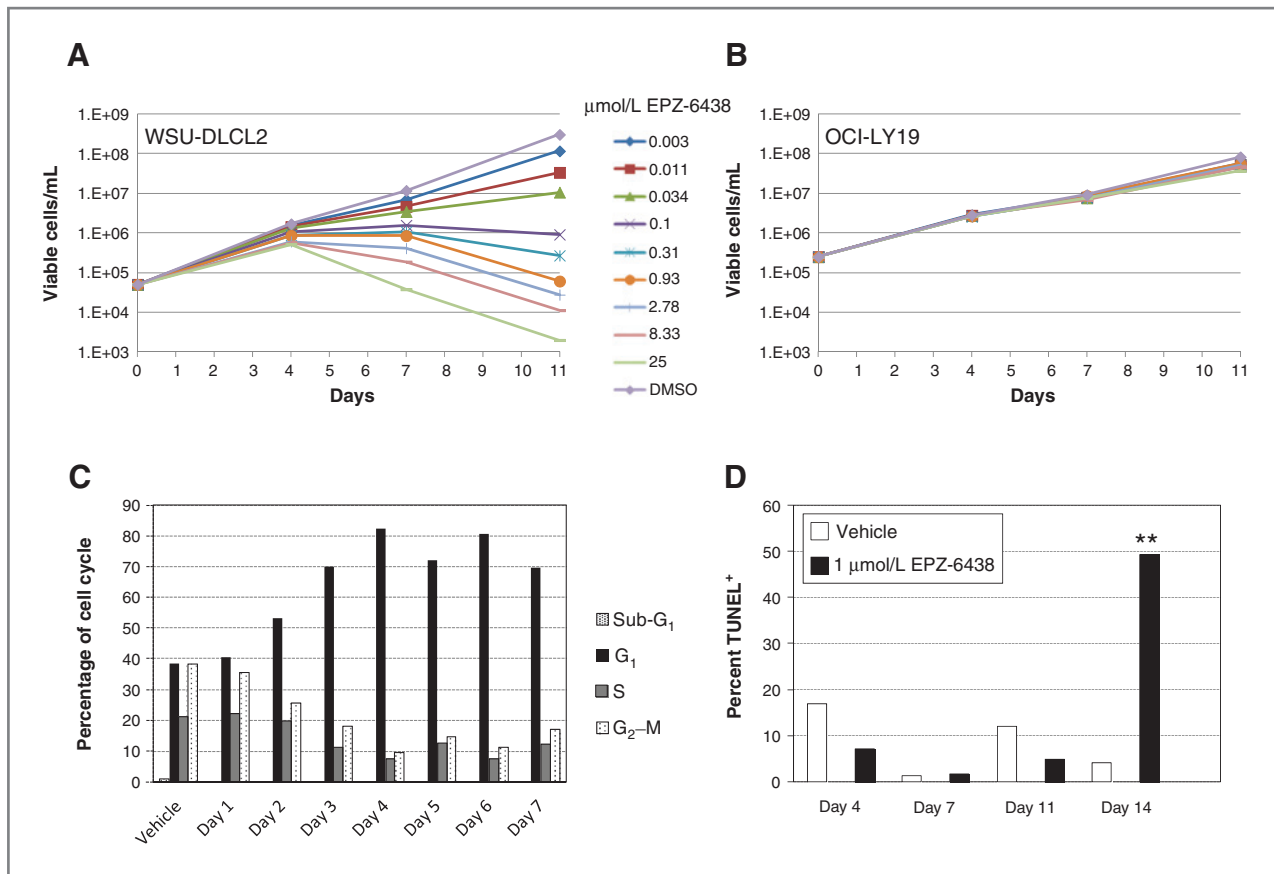 A
Viable cells/mL
1.E+09
1.E+08
1.E+07
1.E+06
1.E+05
1.E+04
1.E+03
WSU-DLCL2
0 1 2 3 4 5 6 7 8 9 10 11
Days
μmol/L EPZ-6438
0.003
0.011
0.034
0.1
0.31
0.93
2.78
8.33
25
DMSO
B
Viable cells/mL
1.E+09
1.E+08
1.E+07
1.E+06
1.E+05
1.E+04
1.E+03
OCI-LY19
0 1 2 3 4 5 6 7 8 9 10 11
Days
C
Percentage of cell cycle
90
80
70
60
50
40
30
20
10
0
Vehicle Day 1 Day 2 Day 3 Day 4 Day 5 Day 6 Day 7
Sub-G1
G1
S
G2–M
D
Percent TUNEL+
60
50
40
30
20
10
0
Vehicle
1 μmol/L EPZ-6438
**
Day 4 Day 7 Day 11 Day 14